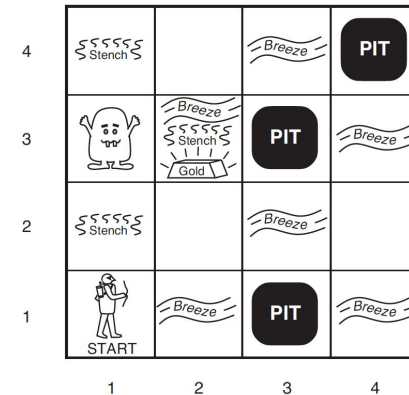 4
Stench
Breeze
PIT
3
Breeze
Stench
Gold
PIT
Breeze
2
Stench
Breeze
1
START
Breeze
PIT
Breeze
1 2 3 4